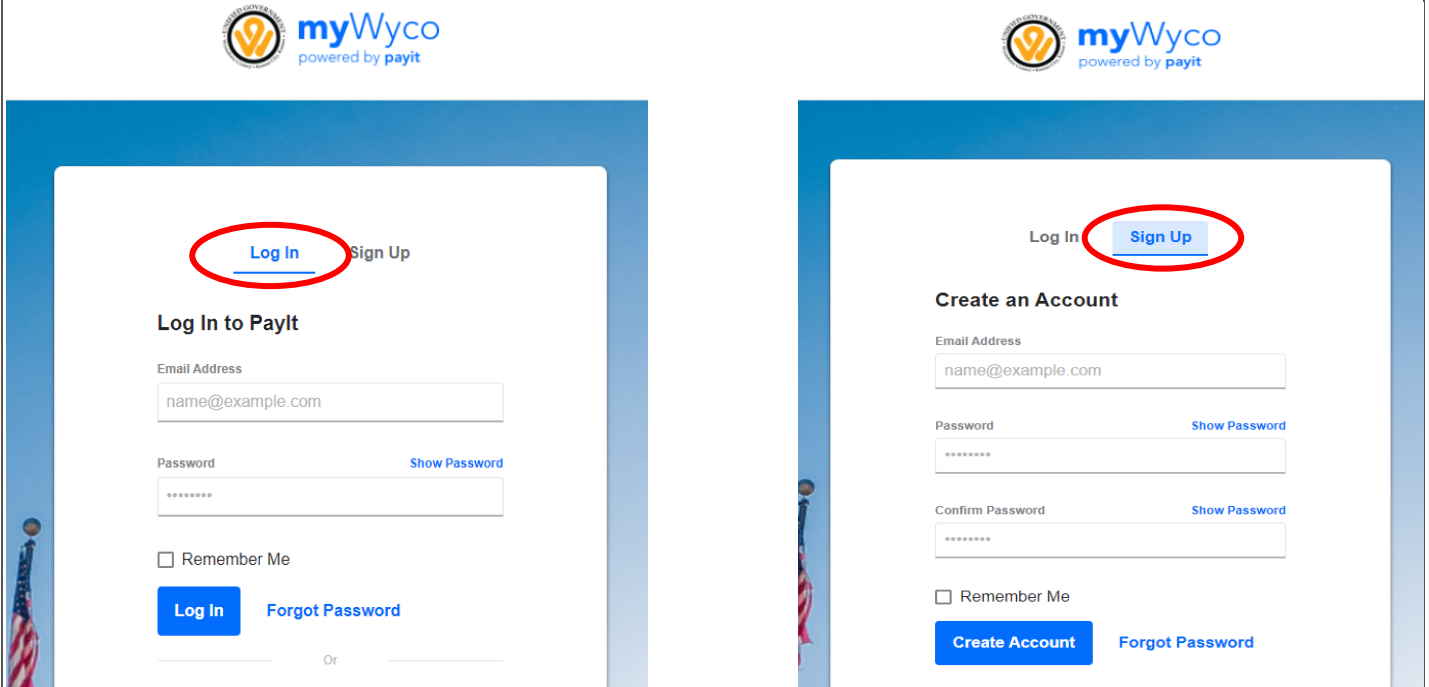 myWyco
powered by payit
Log In
Sign Up
Log In to PayIt
Email Address
name@example.com
Password
Show Password
••••••••
Remember Me
Log In
Forgot Password
Or
myWyco
powered by payit
Log In
Sign Up
Create an Account
Email Address
name@example.com
Password
Show Password
••••••••
Confirm Password
Show Password
••••••••
Remember Me
Create Account
Forgot Password